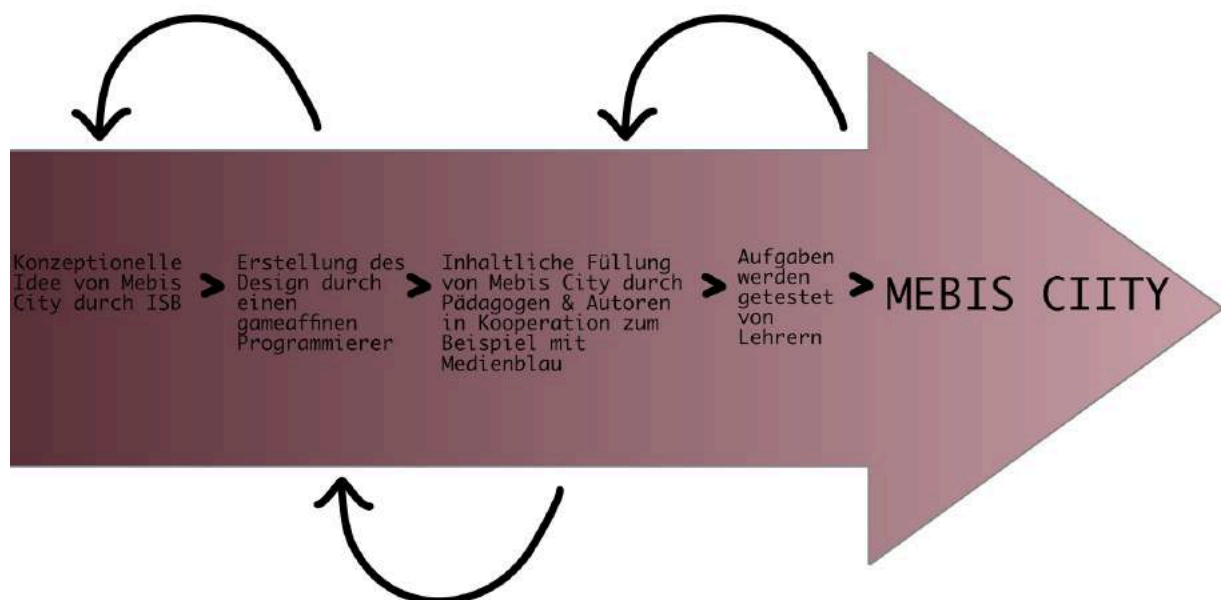 Konzeptionelle
Idee von Mebis
City durch ISB
>
Erstellung des
Design durch
einen
gameaffinen
Programmierer
>
Inhaltliche Füllung
von Mebis City durch
Pädagogen & Autoren
in Kooperation zum
Beispiel mit
Medienblau
>
Aufgaben
werden
getestet
von
Lehrern
>
MEBIS CIITY